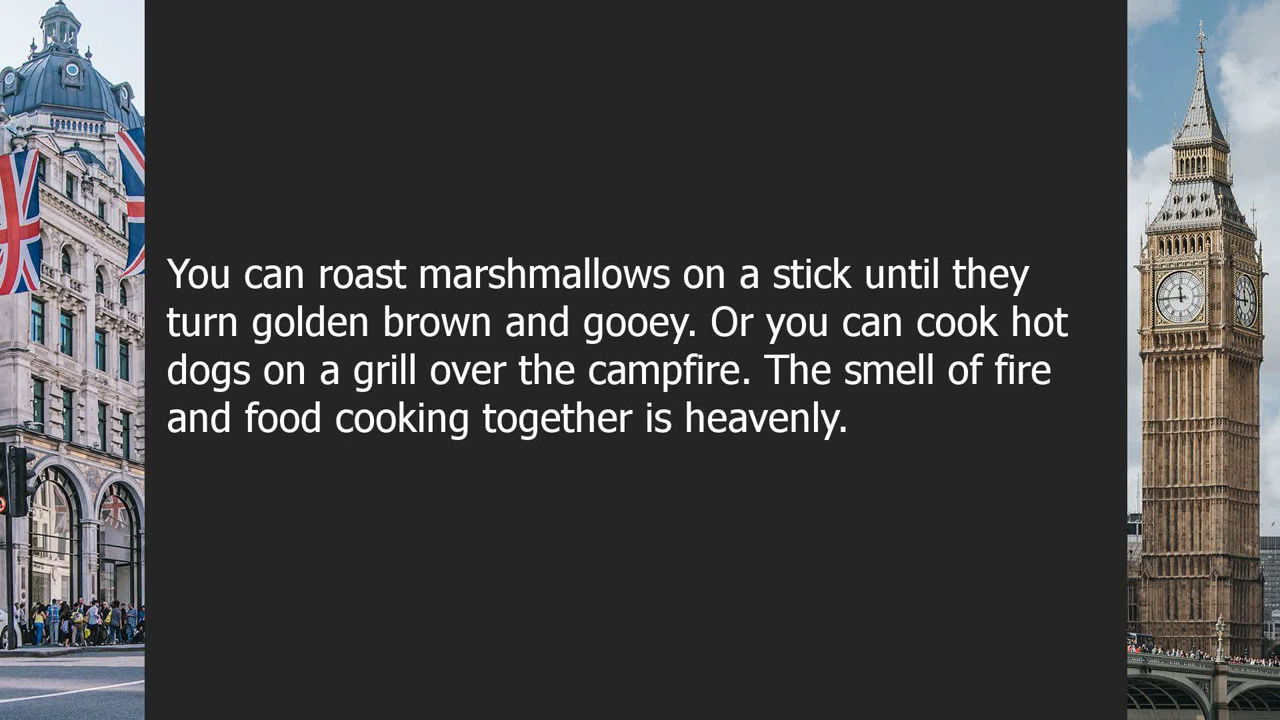 You can roast marshmallows on a stick until they
turn golden brown and gooey. Or you can cook hot
dogs on a grill over the campfire. The smell of fire
and food cooking together is heavenly.